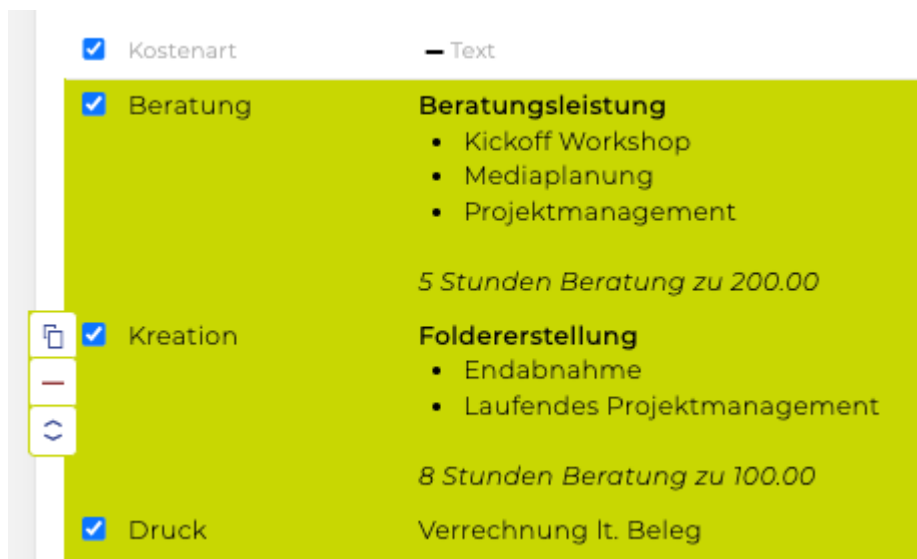 Kostenart Text
Beratung Beratungsleistung
• Kickoff Workshop
• Mediaplanung
• Projektmanagement
5 Stunden Beratung zu 200.00
Kreation Foldererstellung
• Endabnahme
• Laufendes Projektmanagement
8 Stunden Beratung zu 100.00
Druck Verrechnung lt. Beleg